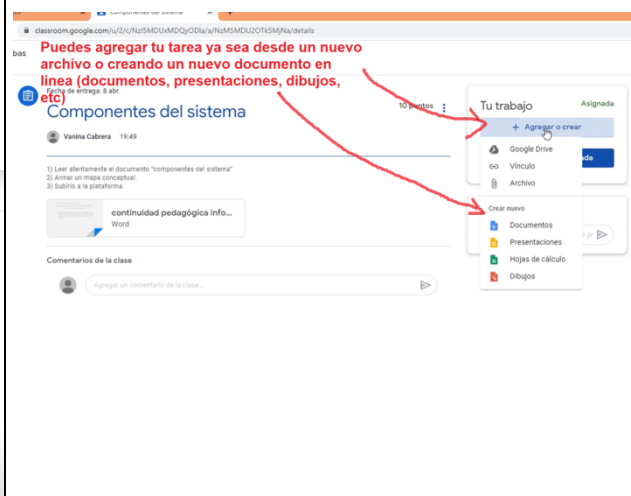 Componentes del sistema
classroom.google.com/u/2/c/NzI5MDUxMDQyODla/a/NzM5MDU2OTk5MjNa/details
bas
Puedes agregar tu tarea ya sea desde un nuevo
archivo o creando un nuevo documento en
línea (documentos, presentaciones, dibujos,
etc)
Fecha de entrega: 8 abr.
Componentes del sistema
10 puntos
Vanina Cabrera 19:49
1) Leer atentamente el documento "componentes del sistema"
2) Armar un mapa conceptual.
3) Subirlo a la plataforma.
continuidad pedagógica info...
Word
Comentarios de la clase
Agregar un comentario de la clase...
Tu trabajo
Asignada
+ Agregar o crear
Google Drive
Vínculo
Archivo
Crear nuevo
Documentos
Presentaciones
Hojas de cálculo
Dibujos